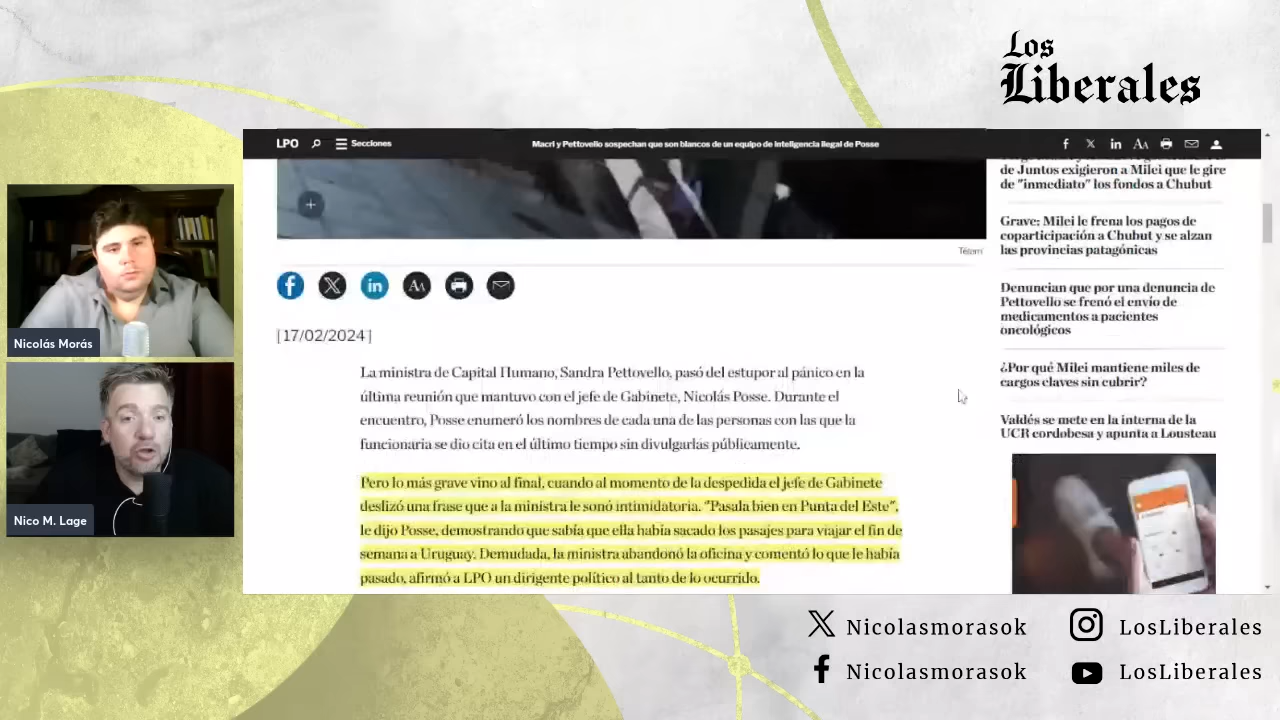 Los
Liberales
LPO
Secciones
Macri y Pettovello sospechan que son blancos de un equipo de inteligencia ilegal de Posse
AA
de Juntos exigieron a Milei que le gire
de "inmediato" los fondos a Chubut
Télam
Grave: Milei le frena los pagos de
coparticipación a Chubut y se alzan
las provincias patagónicas
Denuncian que por una denuncia de
Pettovello se frenó el envío de
medicamentos a pacientes
oncológicos
¿Por qué Milei mantiene miles de
cargos claves sin cubrir?
Valdés se mete en la interna de la
UCR cordobesa y apunta a Lousteau
AA
[17/02/2024]
La ministra de Capital Humano, Sandra Pettovello, pasó del estupor al pánico en la
última reunión que mantuvo con el jefe de Gabinete, Nicolás Posse. Durante el
encuentro, Posse enumeró los nombres de cada una de las personas con las que la
funcionaria se dio cita en el último tiempo sin divulgarlas públicamente.
Pero lo más grave vino al final, cuando al momento de la despedida el jefe de Gabinete
deslizó una frase que a la ministra le sonó intimidatoria. "Pasala bien en Punta del Este",
le dijo Posse, demostrando que sabía que ella había sacado los pasajes para viajar el fin de
semana a Uruguay. Demudada, la ministra abandonó la oficina y comentó lo que le había
pasado, afirmó a LPO un dirigente político al tanto de lo ocurrido.
Nicolás Morás
Nico M. Lage
Nicolasmorasok
LosLiberales
Nicolasmorasok
LosLiberales